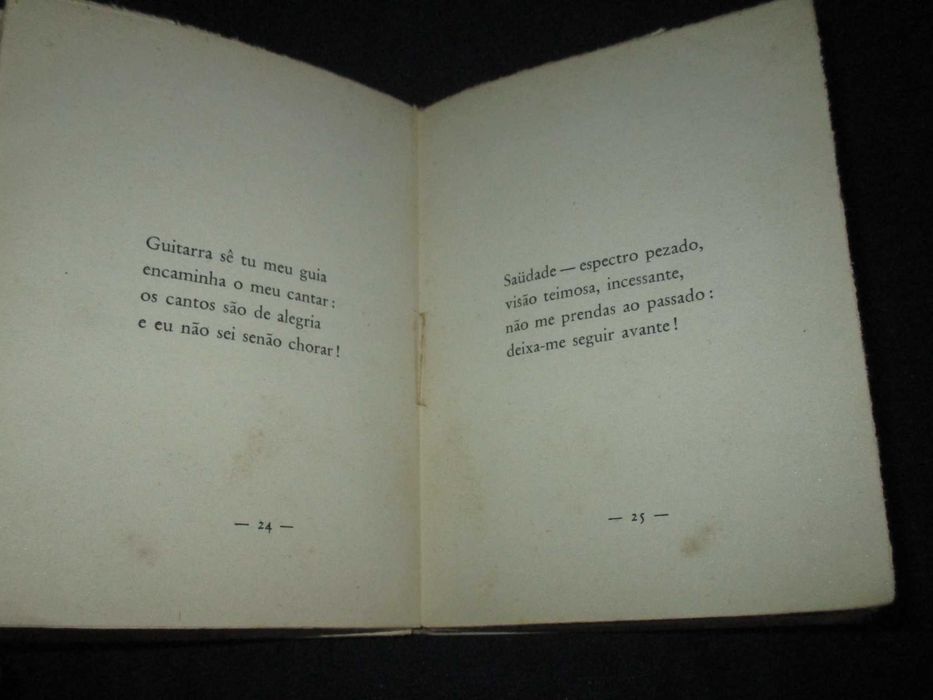 Guitarra sê tu meu guia
encaminha o meu cantar :
os cantos são de alegria
e eu não sei senão chorar !
— 24 —
Saüdade — espectro pezado,
visão teimosa, incessante,
não me prendas ao passado :
deixa-me seguir avante !
— 25 —